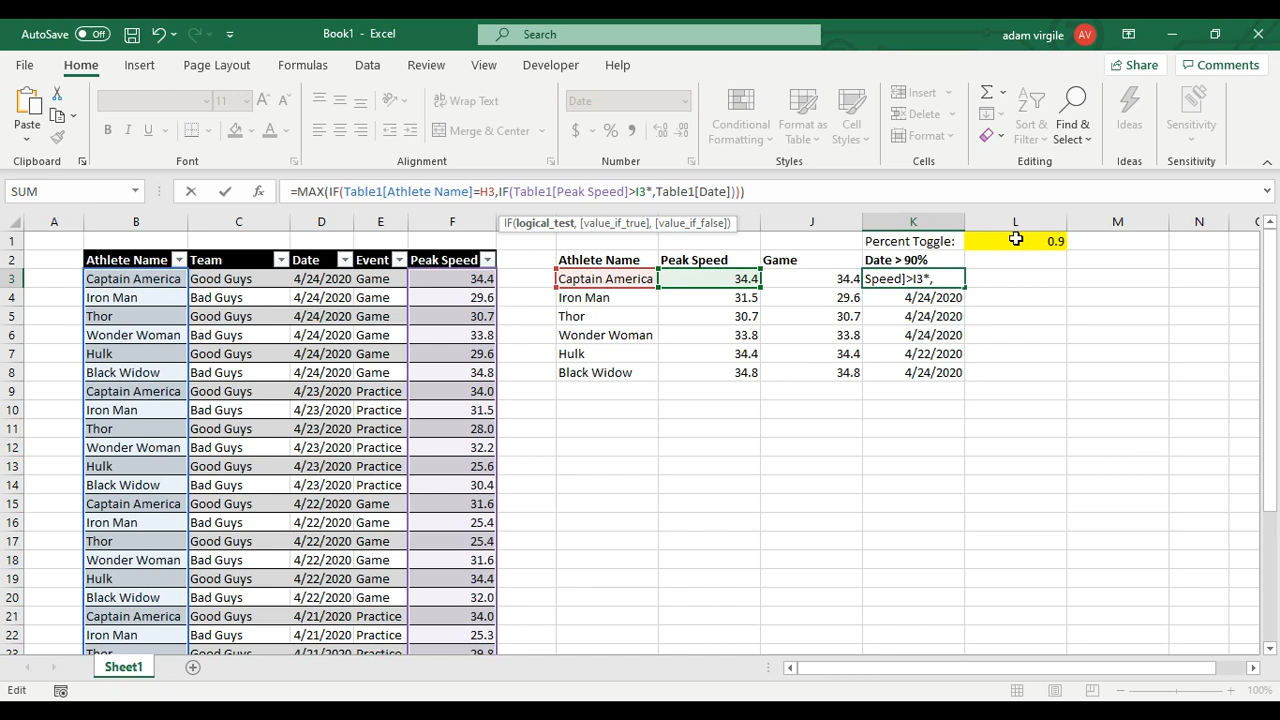 AutoSave Off Book1 - Excel Search adam virgile AV
File Home Insert Page Layout Formulas Data Review View Developer Help Share Comments
Paste 11 A A B I U A Wrap Text Merge & Center Date $ % Conditional Formatting Format as Table Cell Styles Insert Delete Format Sort & Filter Find & Select Ideas Sensitivity
Clipboard Font Alignment Number Styles Cells Editing Ideas Sensitivity
SUM fx =MAX(IF(Table1[Athlete Name]=H3,IF(Table1[Peak Speed]>I3*,Table1[Date])))
A B C D E F J K L M N
IF(logical_test, [value_if_true], [value_if_false])
1 Percent Toggle: 0.9
2 Athlete Name Team Date Event Peak Speed Athlete Name Peak Speed Game Date > 90%
3 Captain America Good Guys 4/24/2020 Game 34.4 Captain America 34.4 34.4 Speed]>I3*,
4 Iron Man Bad Guys 4/24/2020 Game 29.6 Iron Man 31.5 29.6 4/24/2020
5 Thor Good Guys 4/24/2020 Game 30.7 Thor 30.7 30.7 4/24/2020
6 Wonder Woman Bad Guys 4/24/2020 Game 33.8 Wonder Woman 33.8 33.8 4/24/2020
7 Hulk Good Guys 4/24/2020 Game 29.6 Hulk 34.4 34.4 4/22/2020
8 Black Widow Bad Guys 4/24/2020 Game 34.8 Black Widow 34.8 34.8 4/24/2020
9 Captain America Good Guys 4/23/2020 Practice 34.0
10 Iron Man Bad Guys 4/23/2020 Practice 31.5
11 Thor Good Guys 4/23/2020 Practice 28.0
12 Wonder Woman Bad Guys 4/23/2020 Practice 32.2
13 Hulk Good Guys 4/23/2020 Practice 25.6
14 Black Widow Bad Guys 4/23/2020 Practice 30.4
15 Captain America Good Guys 4/22/2020 Game 31.6
16 Iron Man Bad Guys 4/22/2020 Game 25.4
17 Thor Good Guys 4/22/2020 Game 25.4
18 Wonder Woman Bad Guys 4/22/2020 Game 31.6
19 Hulk Good Guys 4/22/2020 Game 34.4
20 Black Widow Bad Guys 4/22/2020 Game 32.0
21 Captain America Good Guys 4/21/2020 Practice 34.0
22 Iron Man Bad Guys 4/21/2020 Practice 25.3
23 Thor Good Guys 4/21/2020 Practice 29.8
Sheet1
Edit 100%